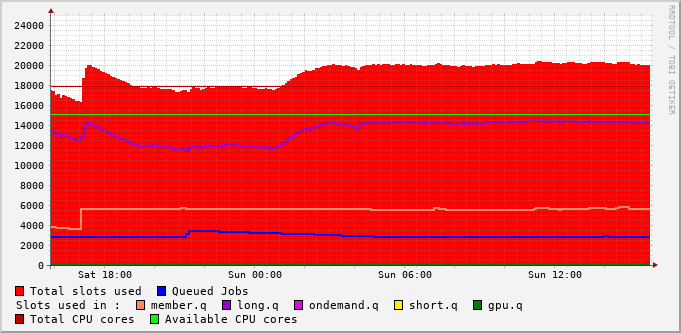 24000
22000
20000
18000
16000
14000
12000
10000
8000
6000
4000
2000
0
Sat 18:00 Sun 00:00 Sun 06:00 Sun 12:00
Total slots used Queued Jobs
Slots used in : member.q long.q ondemand.q short.q gpu.q
Total CPU cores Available CPU cores
RRDTOOL / TOBI OETIKER